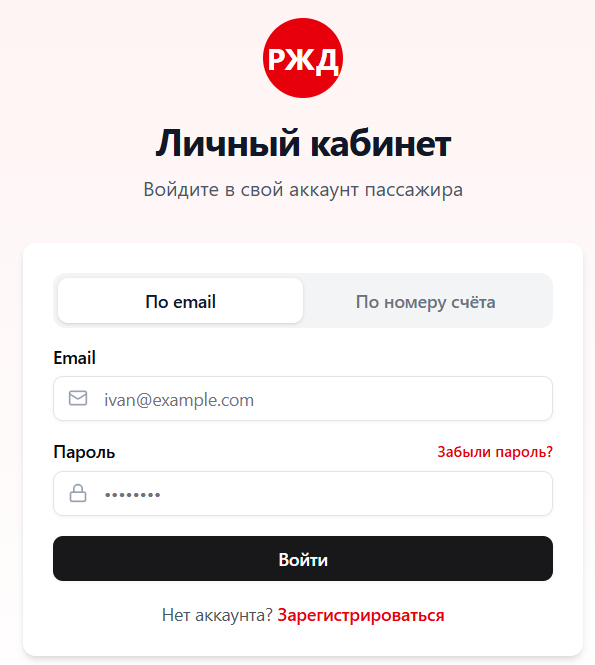 РЖД
Личный кабинет
Войдите в свой аккаунт пассажира
По email По номеру счёта
Email
ivan@example.com
Пароль Забыли пароль?
••••••••
Войти
Нет аккаунта? Зарегистрироваться